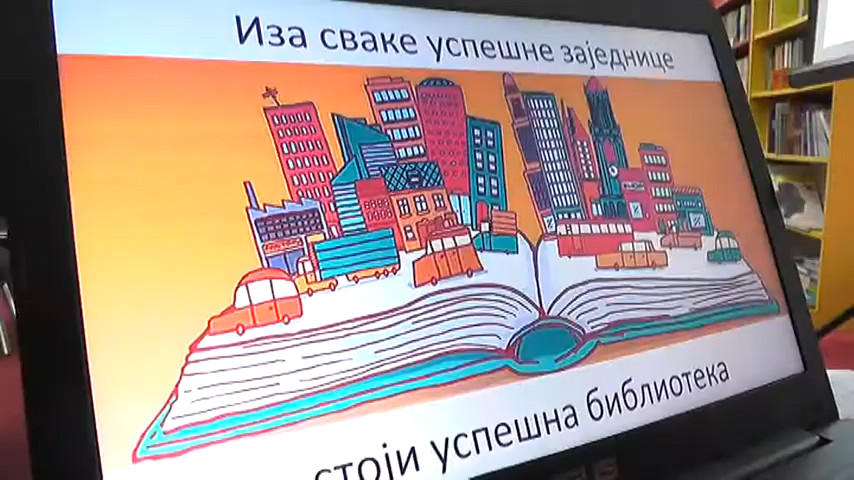 Иза сваке успешне заједнице
стоји успешна библиотека